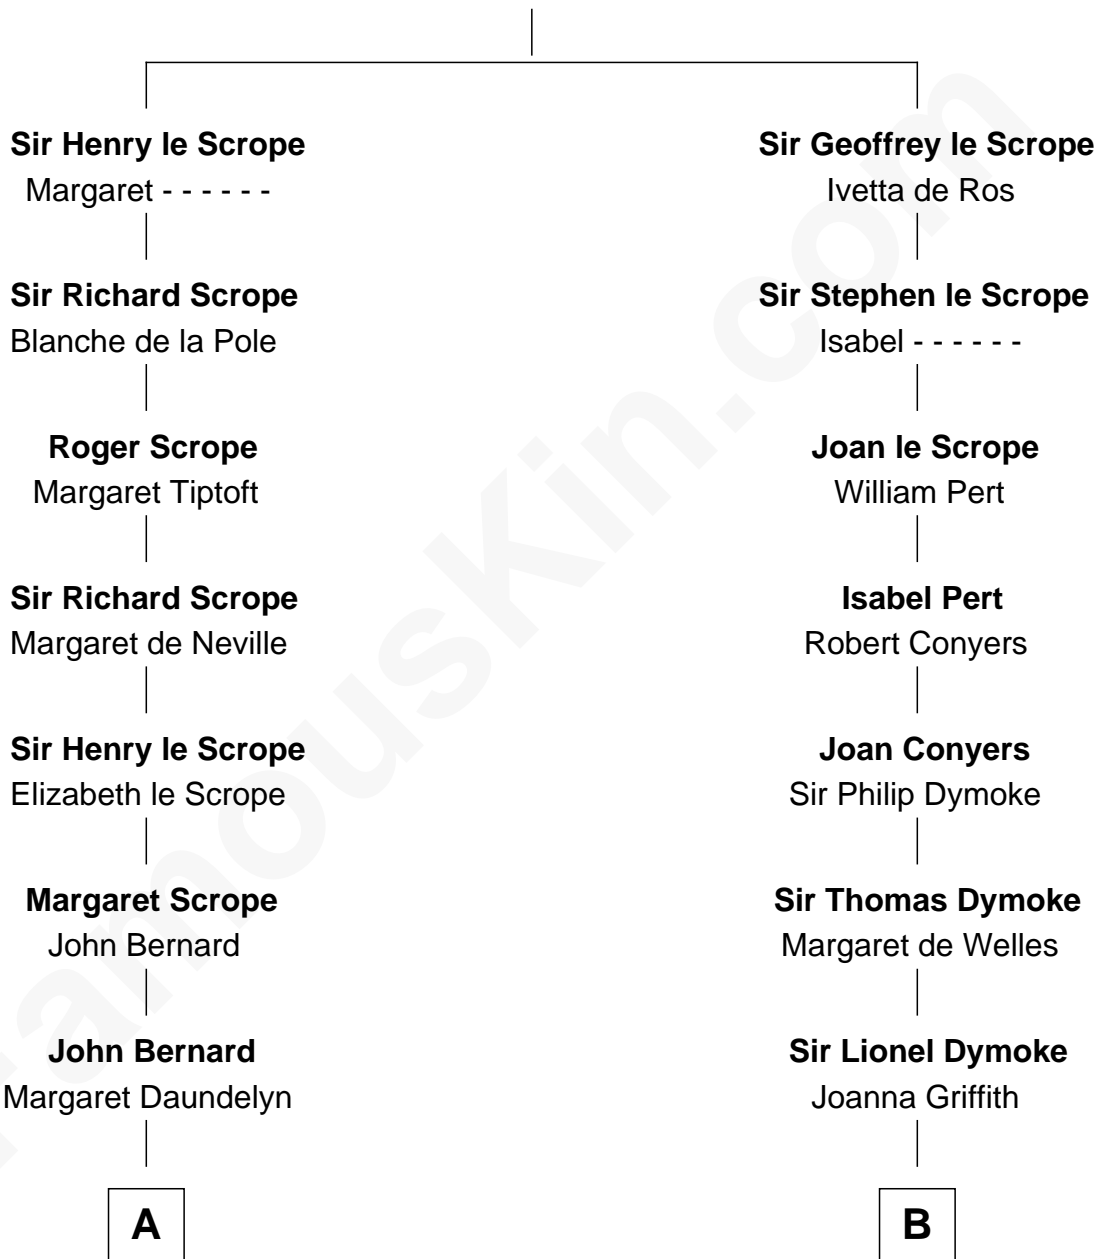 Sir Henry le Scrope
Margaret - - - - - -
Sir Richard Scrope
Blanche de la Pole
Roger Scrope
Margaret Tiptoft
Sir Richard Scrope
Margaret de Neville
Sir Henry le Scrope
Elizabeth le Scrope
Margaret Scrope
John Bernard
John Bernard
Margaret Daundelyn
A
Sir Geoffrey le Scrope
Ivetta de Ros
Sir Stephen le Scrope
Isabel - - - - - -
Joan le Scrope
William Pert
Isabel Pert
Robert Conyers
Joan Conyers
Sir Philip Dymoke
Sir Thomas Dymoke
Margaret de Welles
Sir Lionel Dymoke
Joanna Griffith
B
FamousKin.com